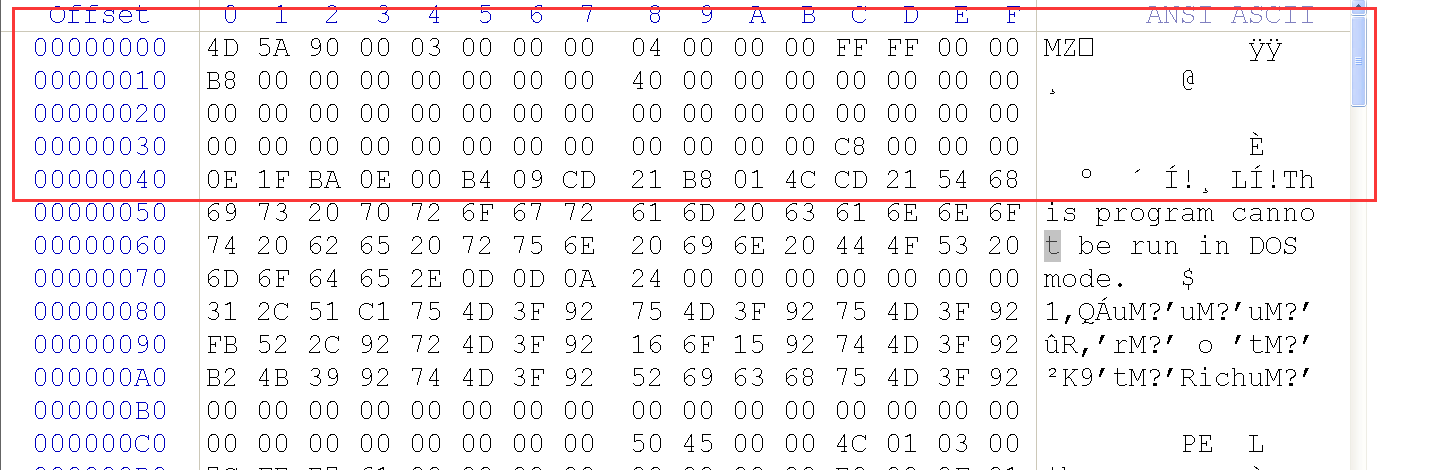 Offset 0 1 2 3 4 5 6 7 8 9 A B C D E F ANSI ASCII
00000000 4D 5A 90 00 03 00 00 00 04 00 00 00 FF FF 00 00 MZ□ ÿÿ
00000010 B8 00 00 00 00 00 00 00 40 00 00 00 00 00 00 00 ¸ @
00000020 00 00 00 00 00 00 00 00 00 00 00 00 00 00 00 00
00000030 00 00 00 00 00 00 00 00 00 00 00 00 C8 00 00 00 È
00000040 0E 1F BA 0E 00 B4 09 CD 21 B8 01 4C CD 21 54 68 º ´ Í!¸ LÍ!Th
00000050 69 73 20 70 72 6F 67 72 61 6D 20 63 61 6E 6E 6F is program canno
00000060 74 20 62 65 20 72 75 6E 20 69 6E 20 44 4F 53 20 t be run in DOS
00000070 6D 6F 64 65 2E 0D 0D 0A 24 00 00 00 00 00 00 00 mode. $
00000080 31 2C 51 C1 75 4D 3F 92 75 4D 3F 92 75 4D 3F 92 1,QÁuM?’uM?’uM?’
00000090 FB 52 2C 92 72 4D 3F 92 16 6F 15 92 74 4D 3F 92 ûR,’rM?’ o ’tM?’
000000A0 B2 4B 39 92 74 4D 3F 92 52 69 63 68 75 4D 3F 92 ²K9’tM?’RichuM?’
000000B0 00 00 00 00 00 00 00 00 00 00 00 00 00 00 00 00
000000C0 00 00 00 00 00 00 00 00 50 45 00 00 4C 01 03 00 PE L